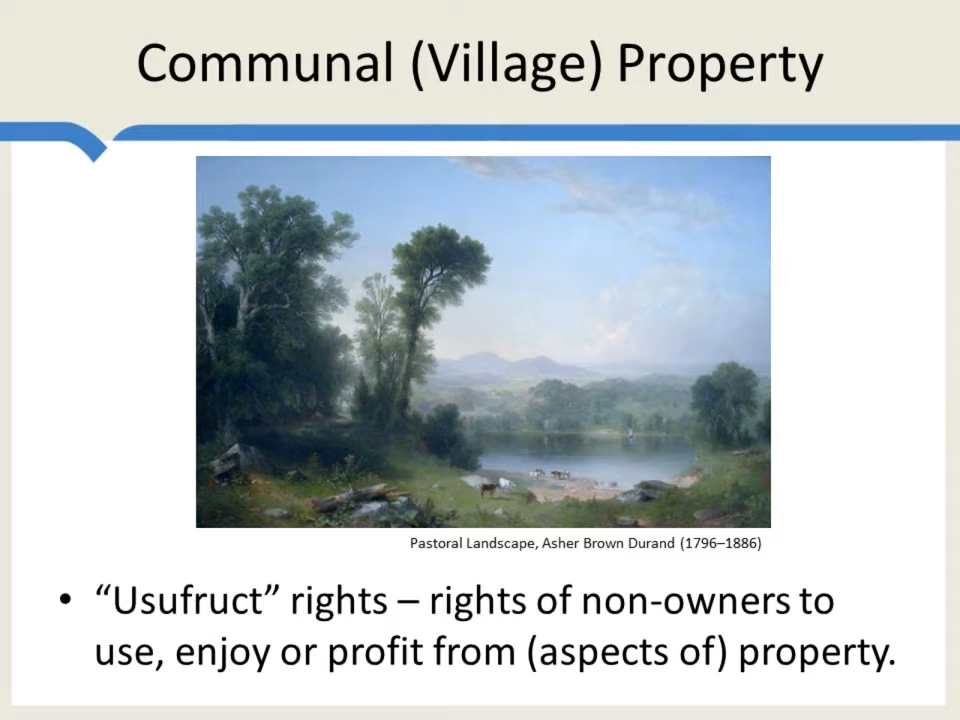 Communal (Village) Property
Pastoral Landscape, Asher Brown Durand (1796–1886)
• “Usufruct” rights – rights of non-owners to
use, enjoy or profit from (aspects of) property.